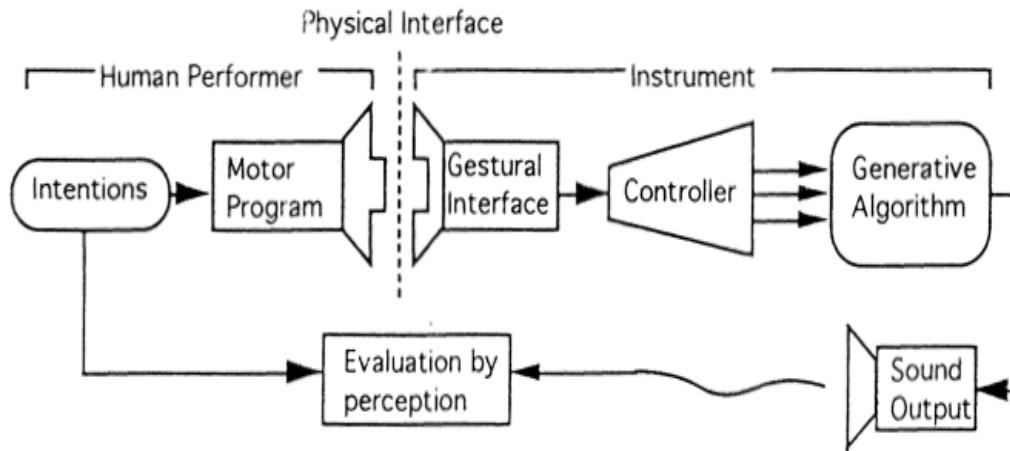 Physical Interface
Human Performer
Instrument
Intentions
Motor
Program
Gestural
Interface
Controller
Generative
Algorithm
Evaluation by
perception
Sound
Output